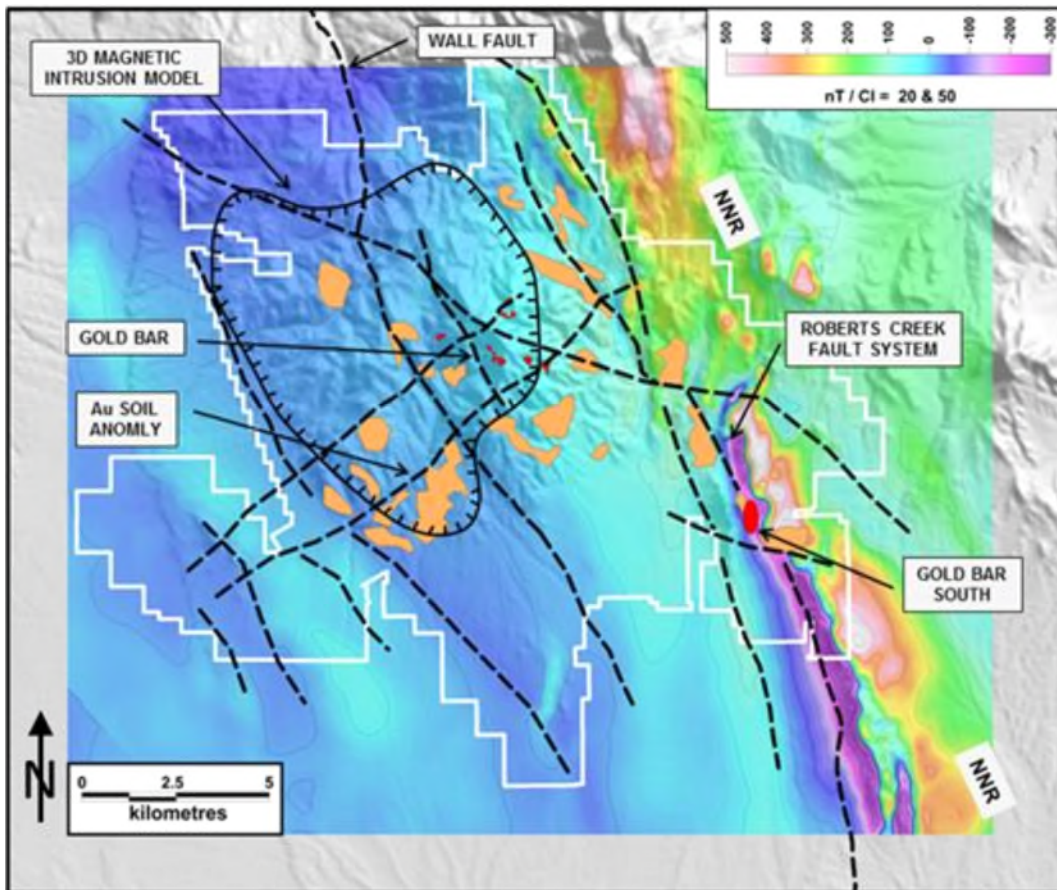 WALL FAULT
3D MAGNETIC
INTRUSION MODEL
500
400
300
200
100
0
-100
-200
-300
nT / CI = 20 & 50
NNR
ROBERTS CREEK
FAULT SYSTEM
GOLD BAR
Au SOIL
ANOMLY
GOLD BAR
SOUTH
NNR
N
0 2.5 5
kilometres